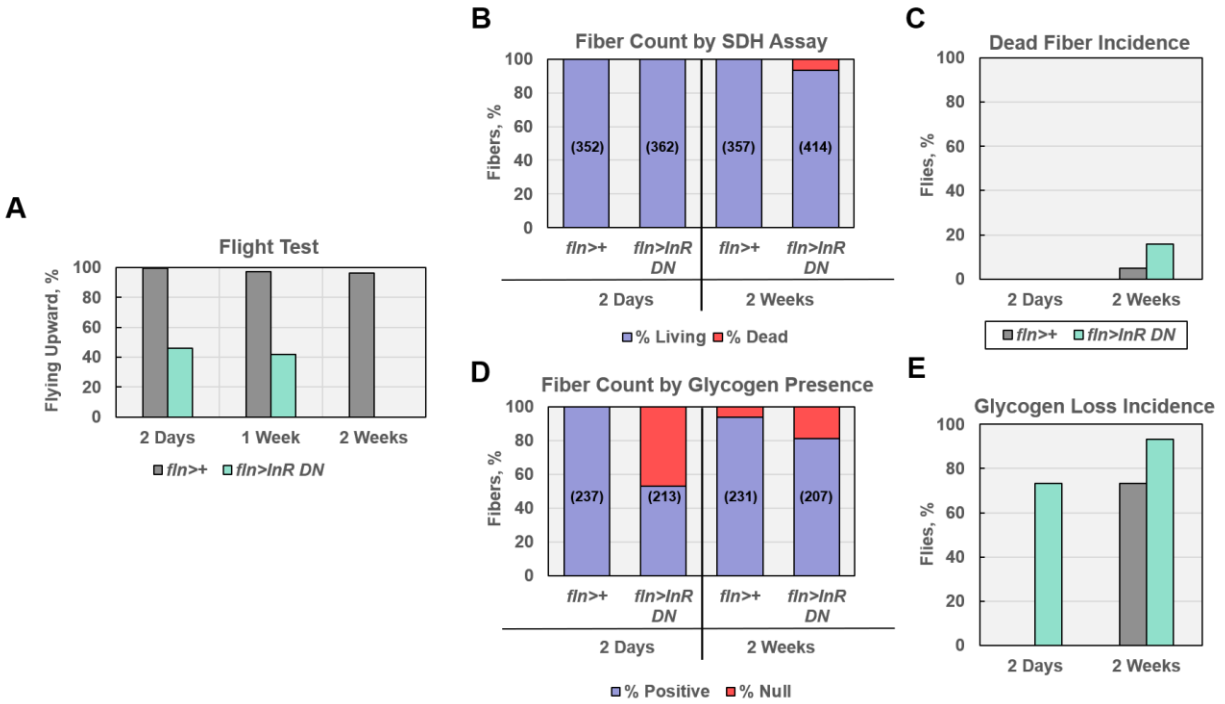 A
Flight Test
Flying Upward, %
100
80
60
40
20
0
2 Days 1 Week 2 Weeks
fln>+ fln>InR DN
B
Fiber Count by SDH Assay
Fibers, %
100
80
60
40
20
0
(352) (362) (357) (414)
fln>+ fln>InR DN fln>+ fln>InR DN
2 Days 2 Weeks
% Living % Dead
C
Dead Fiber Incidence
Flies, %
100
80
60
40
20
0
2 Days 2 Weeks
fln>+ fln>InR DN
D
Fiber Count by Glycogen Presence
Fibers, %
100
80
60
40
20
0
(237) (213) (231) (207)
fln>+ fln>InR DN fln>+ fln>InR DN
2 Days 2 Weeks
% Positive % Null
E
Glycogen Loss Incidence
Flies, %
100
80
60
40
20
0
2 Days 2 Weeks